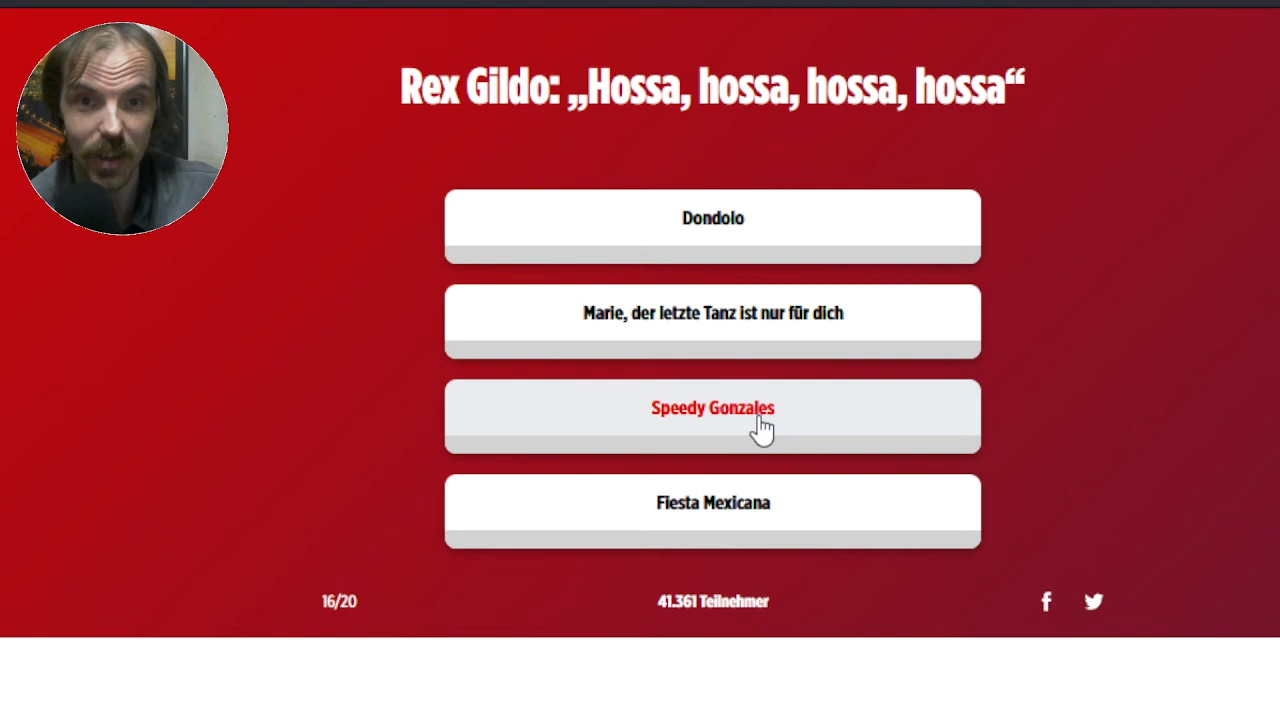 Rex Gildo: „Hossa, hossa, hossa, hossa“
Dondolo
Marie, der letzte Tanz ist nur für dich
Speedy Gonzales
Fiesta Mexicana
16/20
41.361 Teilnehmer